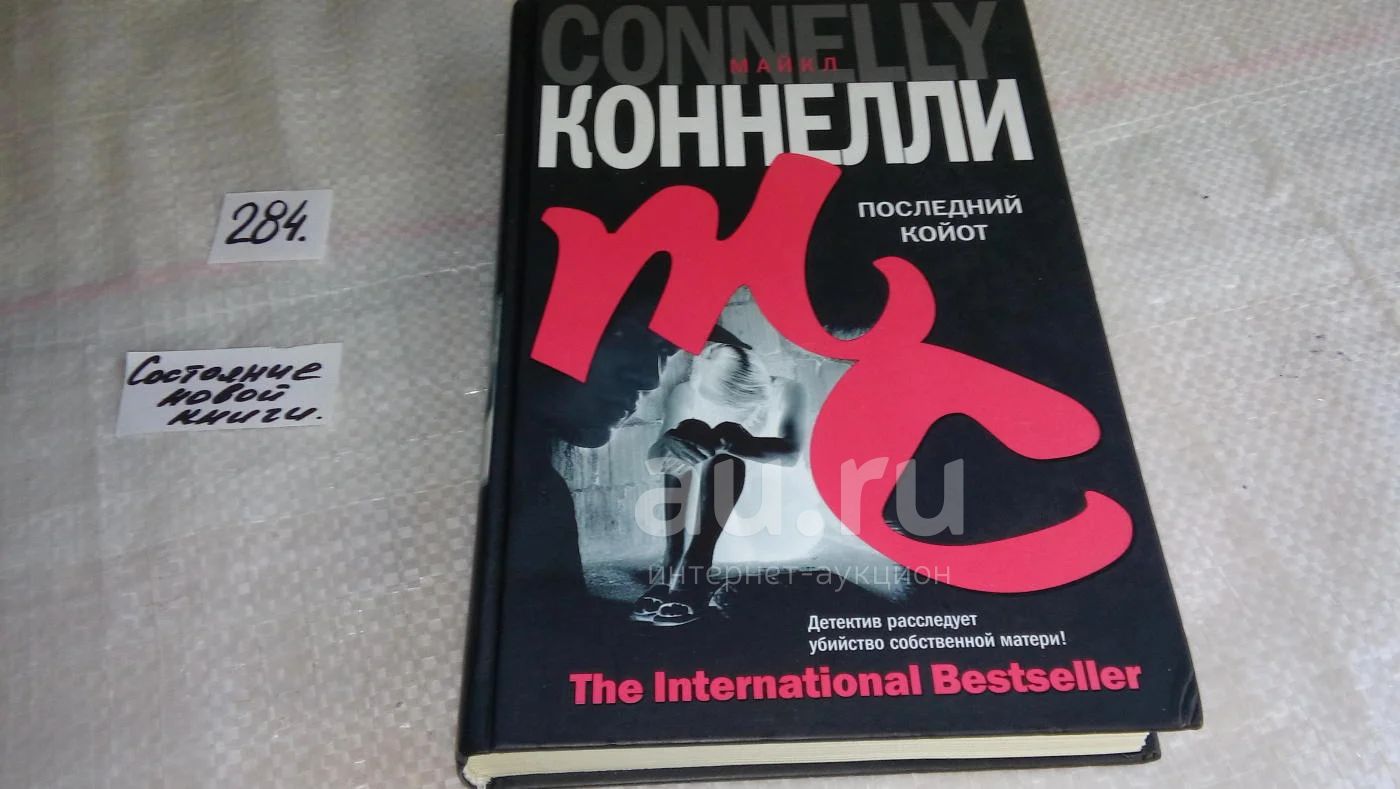 CONNELLY
МАЙКЛ
КОННЕЛЛИ
ПОСЛЕДНИЙ
КОЙОТ
mc
284.
Состояние
новой
книги.
au.ru
интернет-аукцион
Детектив расследует
убийство собственной матери!
The International Bestseller